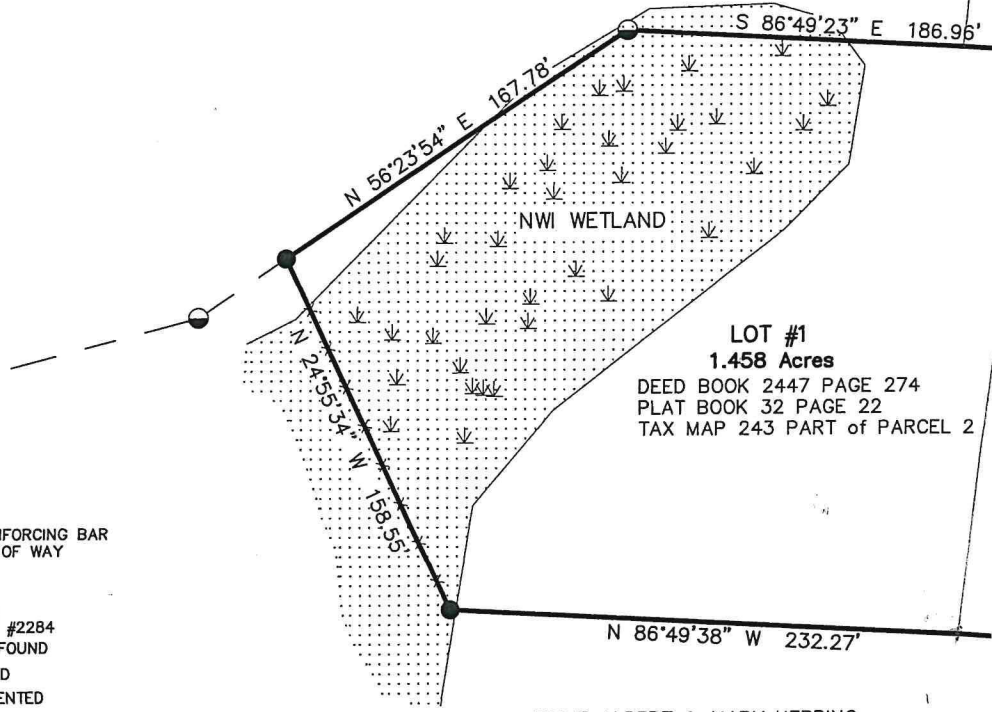 S 86°49'23" E 186.96'
N 56°23'54" E 167.78'
NWI WETLAND
LOT #1
1.458 Acres
DEED BOOK 2447 PAGE 274
PLAT BOOK 32 PAGE 22
TAX MAP 243 PART of PARCEL 2
N 24°55'34" W 158.55'
NFORCING BAR
OF WAY
#2284
FOUND
D
ENTED
N 86°49'38" W 232.27'